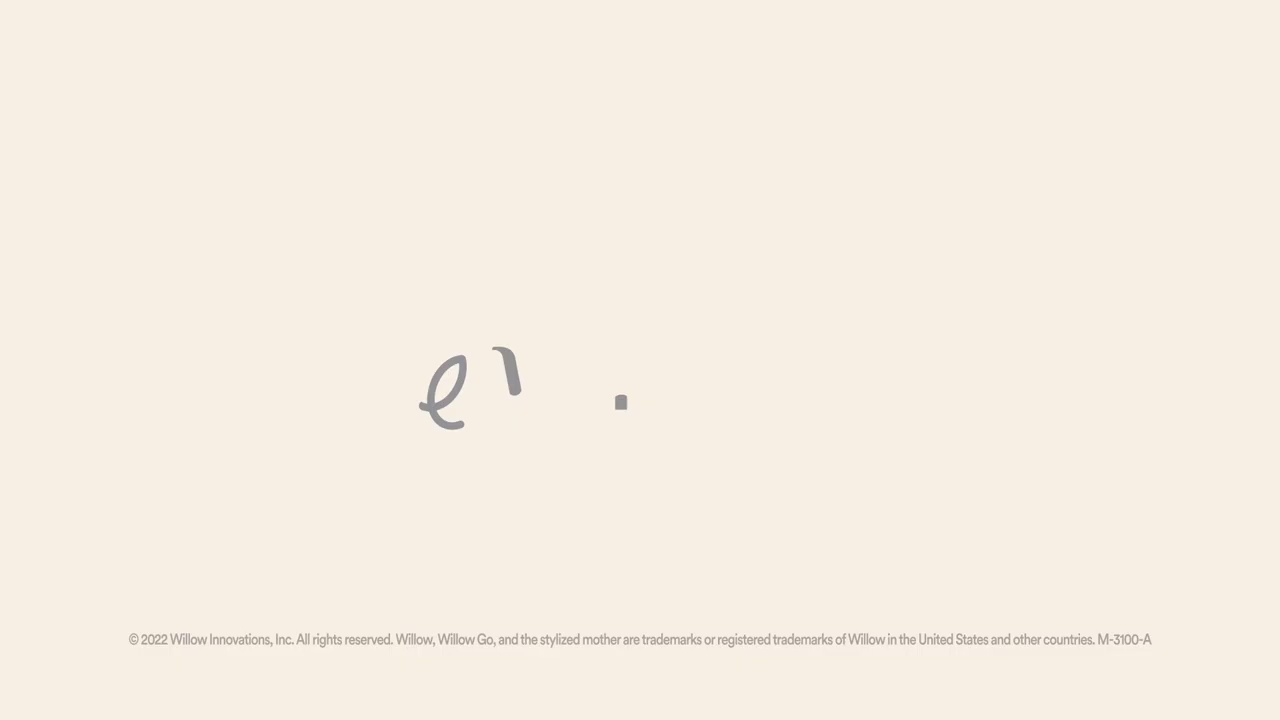 © 2022 Willow Innovations, Inc. All rights reserved. Willow, Willow Go, and the stylized mother are trademarks or registered trademarks of Willow in the United States and other countries. M-3100-A